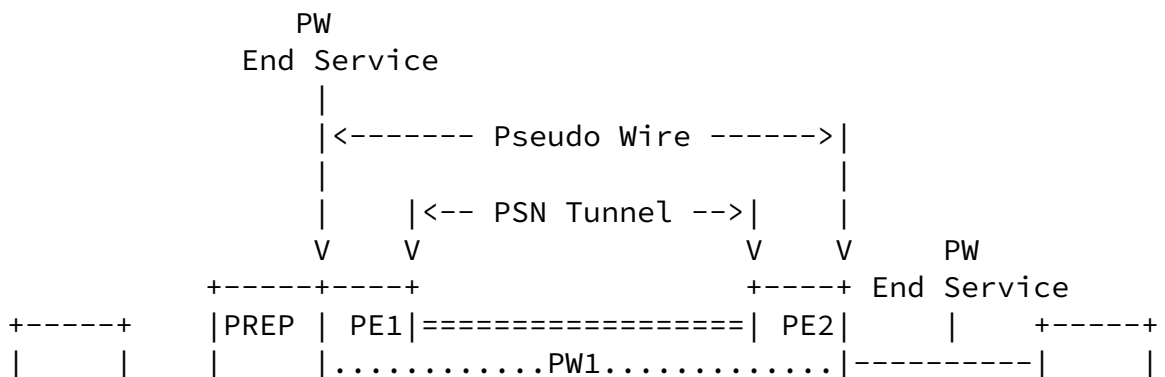 PW
               End Service
                    |
                    |<------- Pseudo Wire ------>|
                    |                            |
                    |    |<-- PSN Tunnel -->|    |
                    V    V                  V    V     PW
              +-----+----+                  +----+ End Service
   +-----+    |PREP | PE1|==================| PE2|     |    +-----+
   |     |    |     |............PW1.............|----------|     |